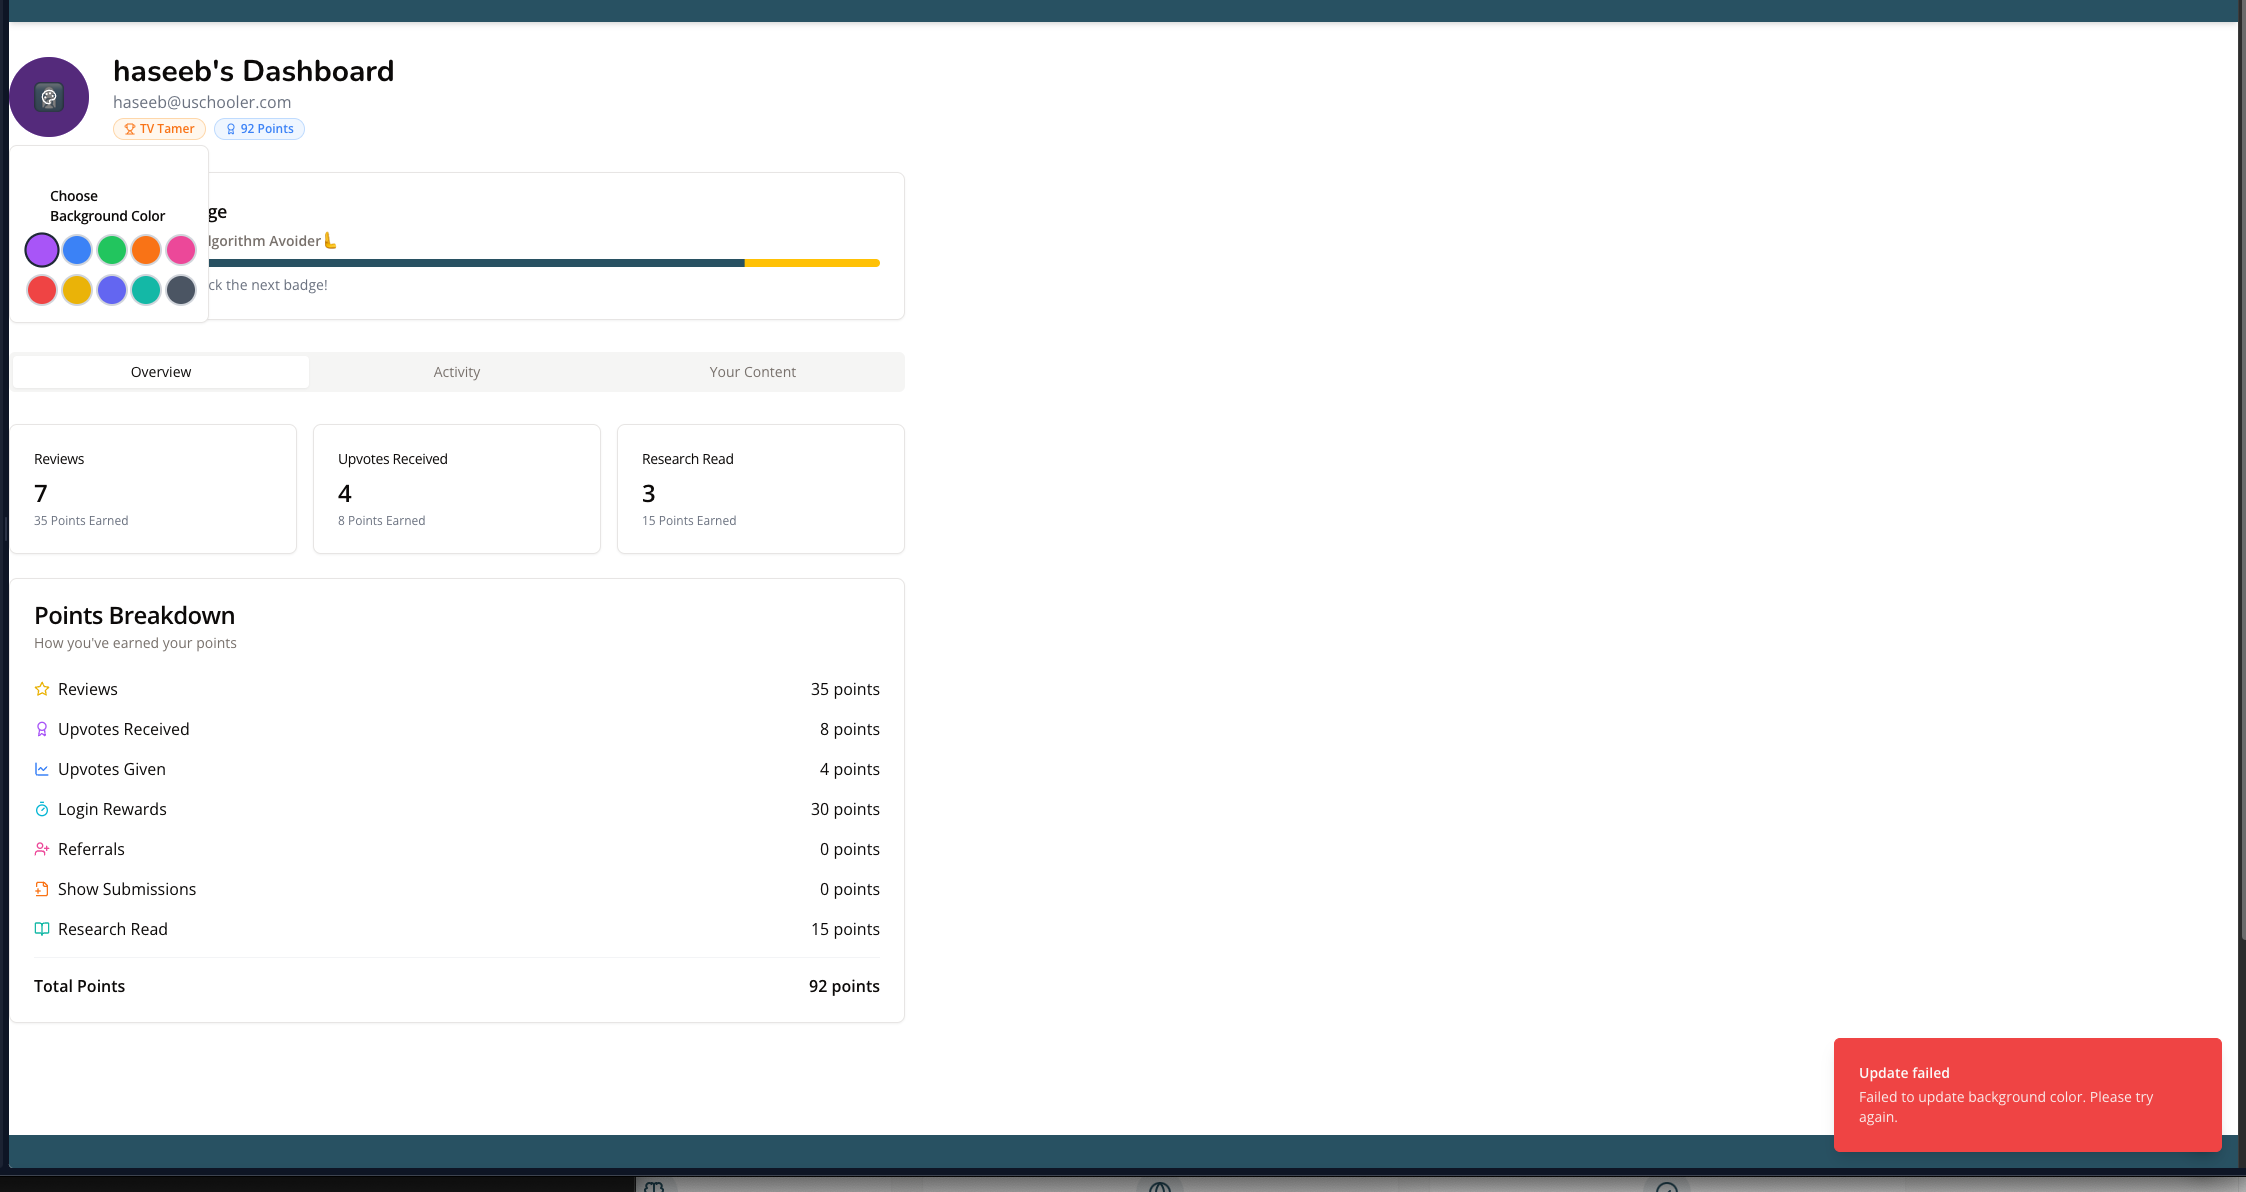 haseeb's Dashboard
haseeb@uschooler.com
TV Tamer
92 Points
Choose
Background Color
ge
lgorithm Avoider
ck the next badge!
Overview
Activity
Your Content
Reviews
7
35 Points Earned
Upvotes Received
4
8 Points Earned
Research Read
3
15 Points Earned
Points Breakdown
How you've earned your points
Reviews 35 points
Upvotes Received 8 points
Upvotes Given 4 points
Login Rewards 30 points
Referrals 0 points
Show Submissions 0 points
Research Read 15 points
Total Points 92 points
Update failed
Failed to update background color. Please try
again.